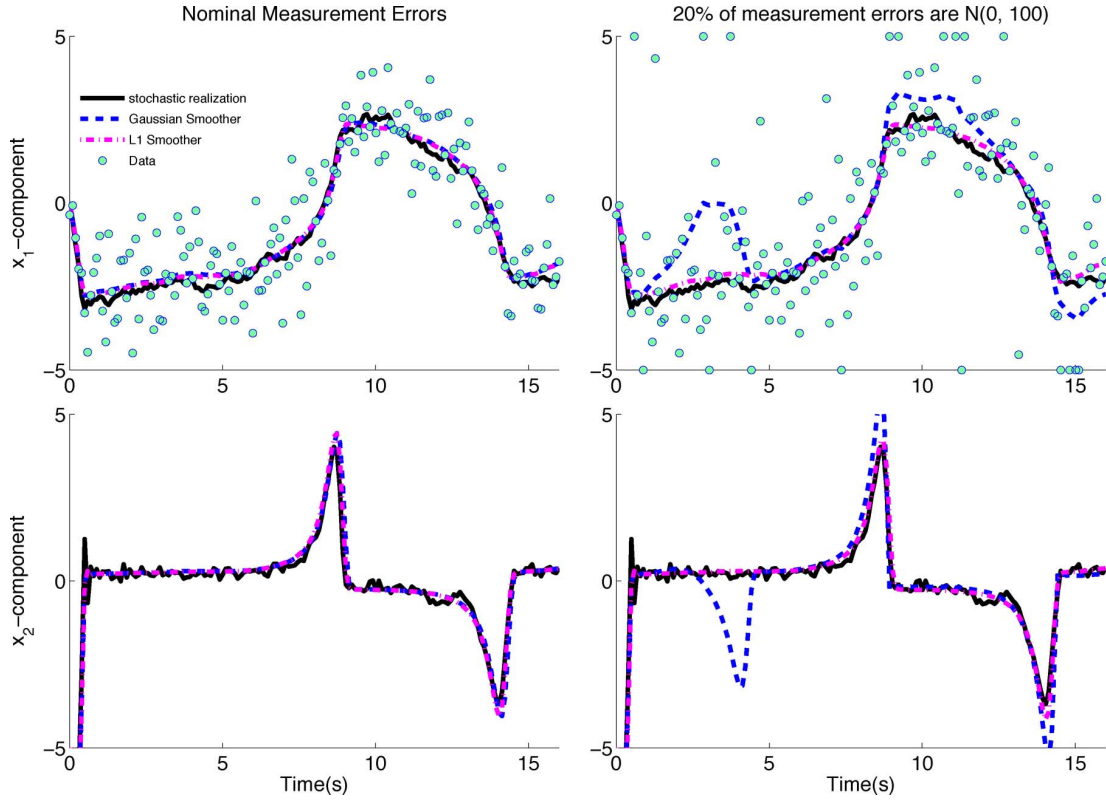 Nominal Measurement Errors
20% of measurement errors are N(0, 100)
5
0
−5
x1−component
stochastic realization
Gaussian Smoother
L1 Smoother
Data
0 5 10 15
5
0
−5
0 5 10 15
5
0
−5
x2−component
0 5 10 15
Time(s)
5
0
−5
0 5 10 15
Time(s)